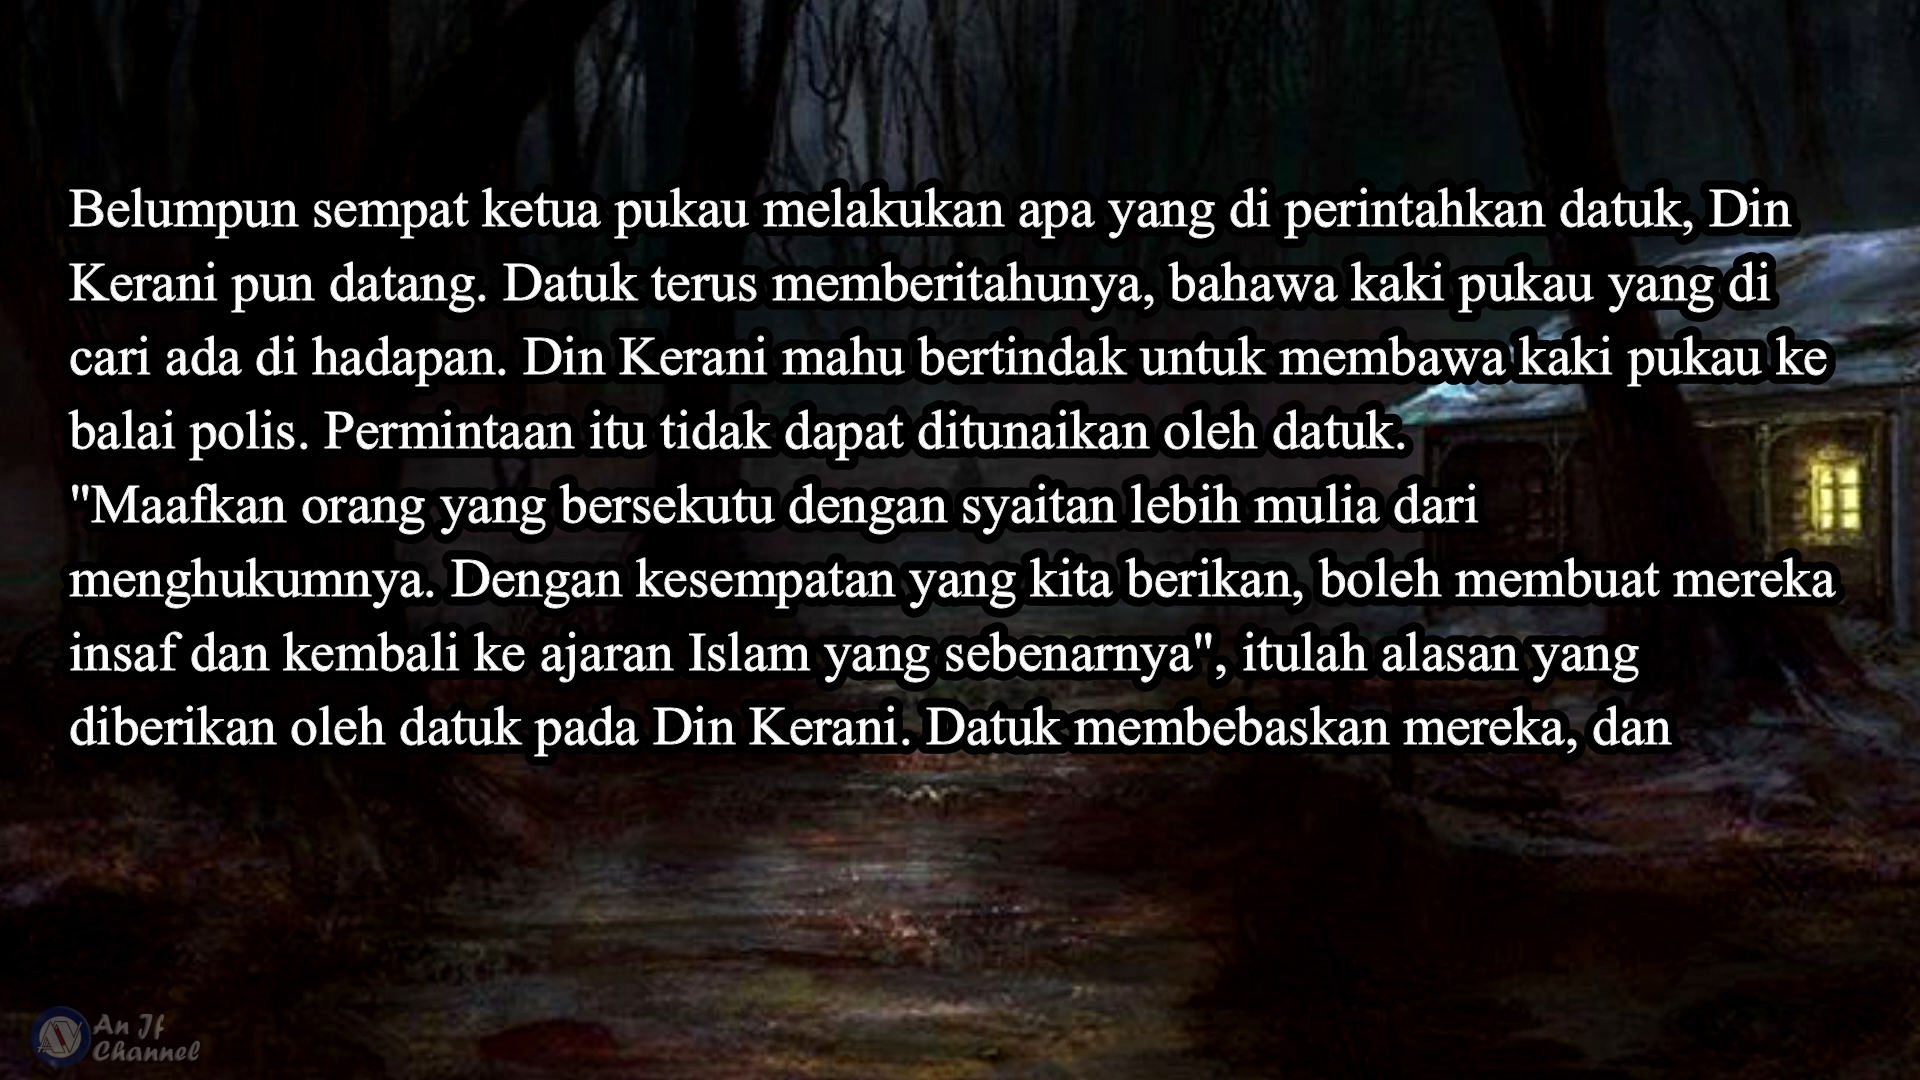 Belumpun sempat ketua pukau melakukan apa yang di perintahkan datuk, Din
Kerani pun datang. Datuk terus memberitahunya, bahawa kaki pukau yang di
cari ada di hadapan. Din Kerani mahu bertindak untuk membawa kaki pukau ke
balai polis. Permintaan itu tidak dapat ditunaikan oleh datuk.
"Maafkan orang yang bersekutu dengan syaitan lebih mulia dari
menghukumnya. Dengan kesempatan yang kita berikan, boleh membuat mereka
insaf dan kembali ke ajaran Islam yang sebenarnya", itulah alasan yang
diberikan oleh datuk pada Din Kerani. Datuk membebaskan mereka, dan
An If
Channel